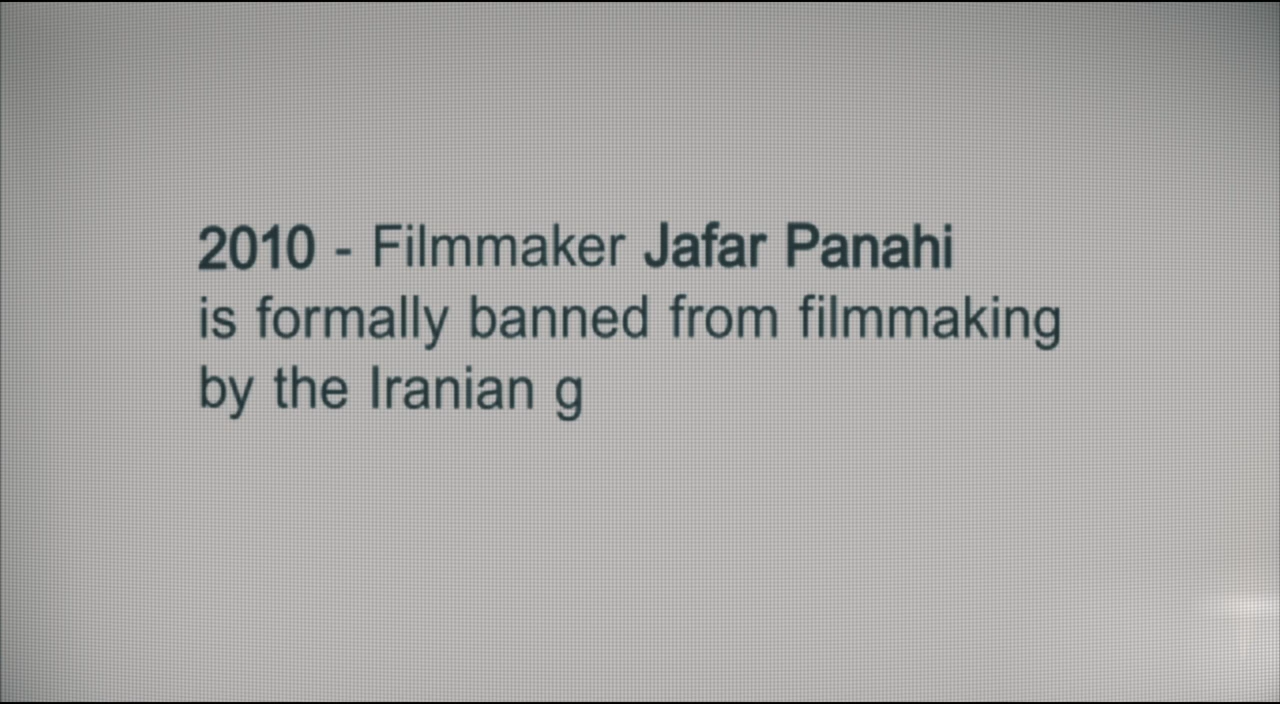 2010 - Filmmaker Jafar Panahi
is formally banned from filmmaking
by the Iranian g